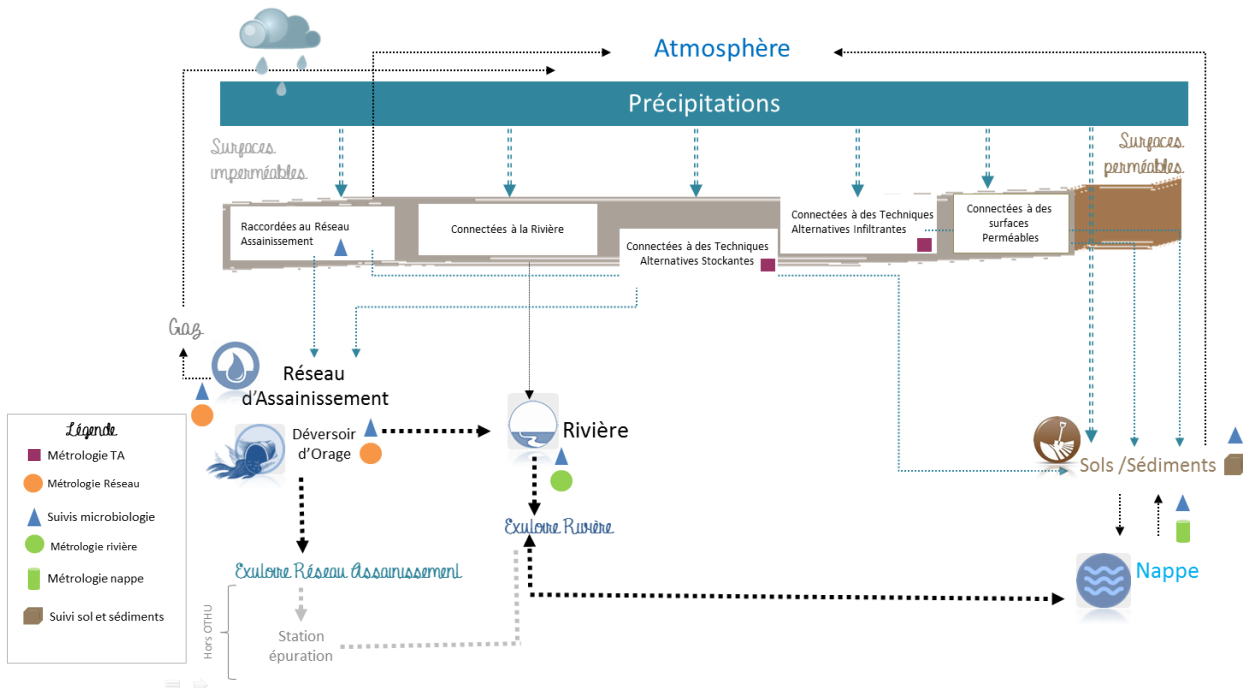 Atmosphère
Précipitations
Surfaces
imperméables
Surfaces
perméables
Raccordées au Réseau
Assainissement
Connectées à la Rivière
Connectées à des Techniques
Alternatives Stockantes
Connectées à des Techniques
Alternatives Infiltrantes
Connectées à des
surfaces
Perméables
Gaz
Réseau
d'Assainissement
Déversoir
d'Orage
Rivière
Sols /Sédiments
Légende
Métrologie TA
Métrologie Réseau
Suivis microbiologie
Métrologie rivière
Métrologie nappe
Suivi sol et sédiments
Exuloire Rivière
Exuloire Réseau Assainissement
Nappe
Hors OTHU
Station
épuration